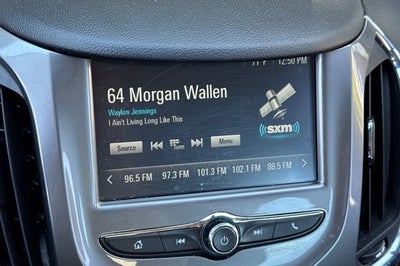 71°F 12:50 PM
64 Morgan Wallen
Waylon Jennings
I Ain't Living Long Like This
sxm
Source Tune Menu
96.5 FM 97.3 FM 101.3 FM 102.1 FM 88.5 FM